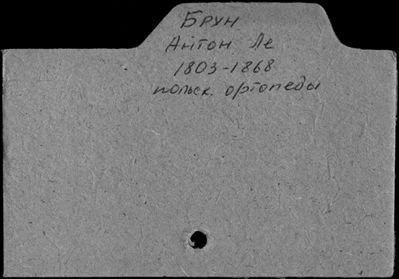 Брун
Антон Ле
1803-1868
польск. ортопеды